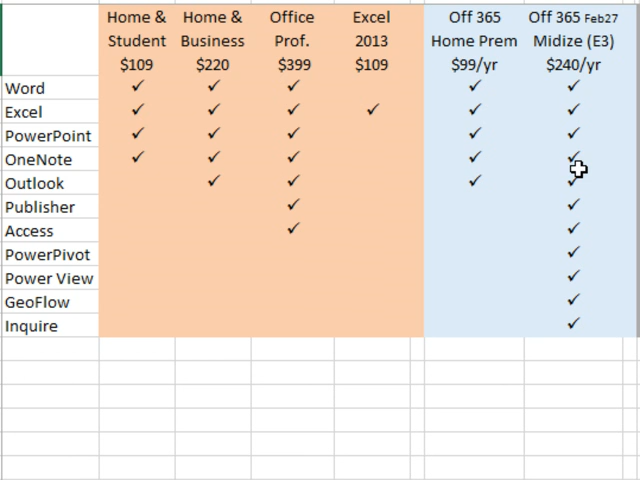 Home & Home & Office Excel Off 365 Off 365 Feb27
Student Business Prof. 2013 Home Prem Midize (E3)
$109 $220 $399 $109 $99/yr $240/yr
Word ✓ ✓ ✓ ✓ ✓
Excel ✓ ✓ ✓ ✓ ✓ ✓
PowerPoint ✓ ✓ ✓ ✓ ✓
OneNote ✓ ✓ ✓ ✓ ✓
Outlook ✓ ✓ ✓ ✓
Publisher ✓ ✓
Access ✓ ✓
PowerPivot ✓
Power View ✓
GeoFlow ✓
Inquire ✓